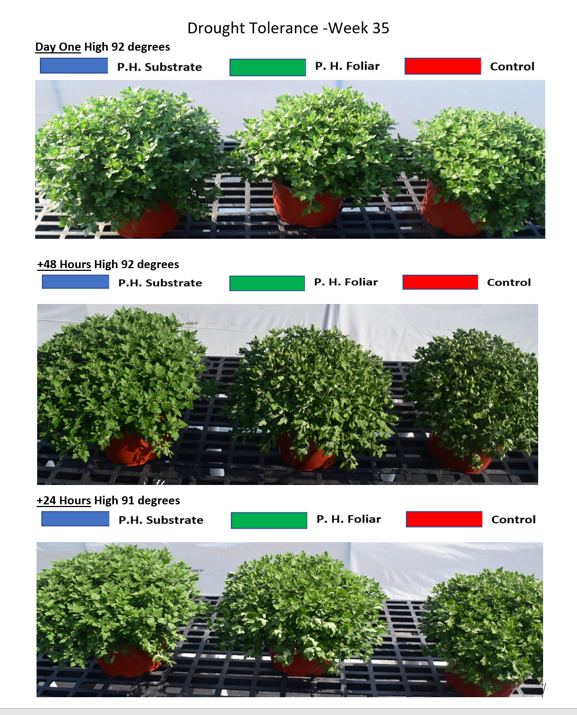 Drought Tolerance -Week 35
Day One High 92 degrees
P.H. Substrate P. H. Foliar Control
+48 Hours High 92 degrees
P.H. Substrate P. H. Foliar Control
+24 Hours High 91 degrees
P.H. Substrate P. H. Foliar Control